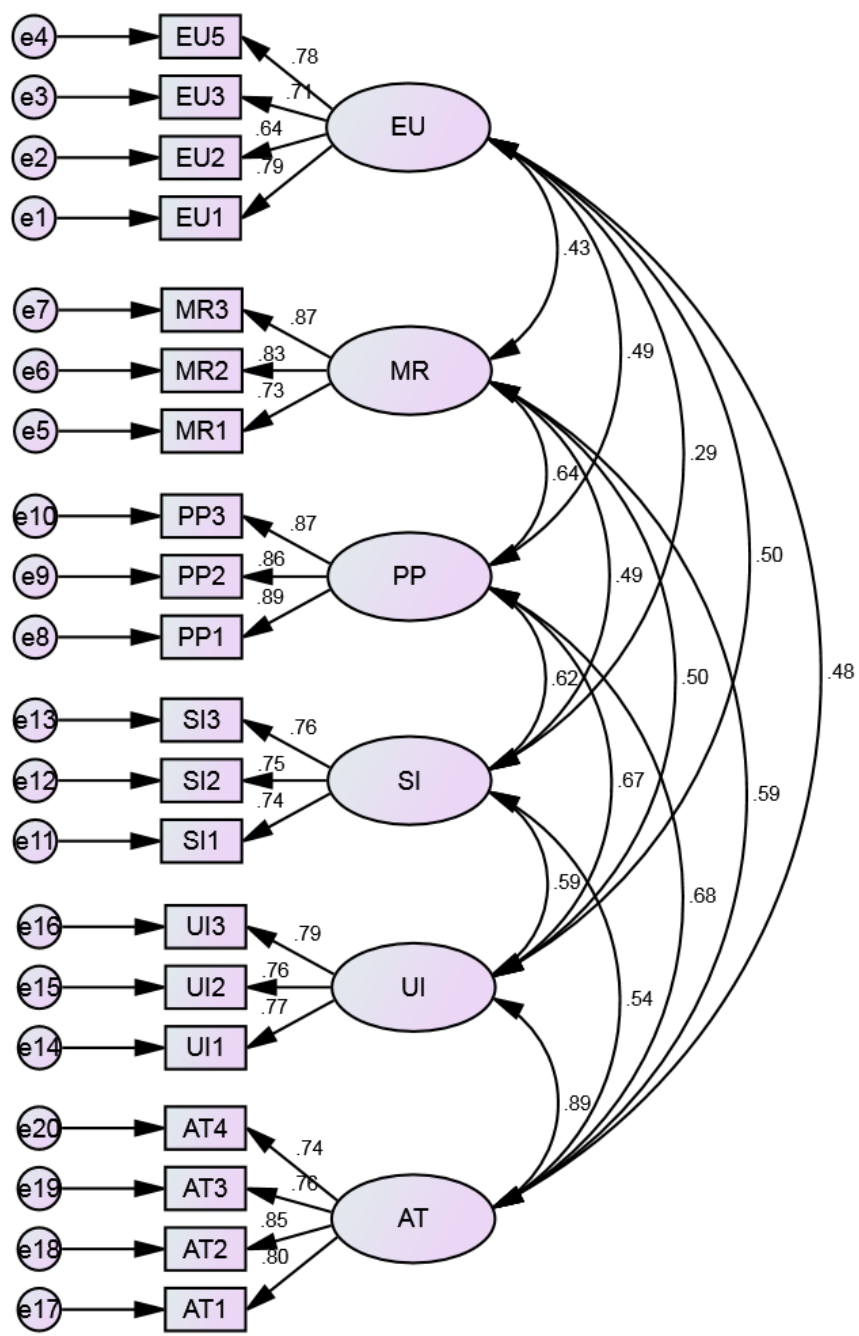 e4 EU5 .78
e3 EU3 .71 EU
e2 EU2 .64
e1 EU1 .79
.43
e7 MR3 .87
e6 MR2 .83 MR
e5 MR1 .73
.49
.29
.64
e10 PP3 .87
e9 PP2 .86 PP
e8 PP1 .89
.49
.50
.62
.50
.48
e13 SI3 .76
e12 SI2 .75 SI
e11 SI1 .74
.67
.59
.59
.68
e16 UI3 .79
e15 UI2 .76 UI
e14 UI1 .77
.54
.89
e20 AT4 .74
e19 AT3 .76 AT
e18 AT2 .85
e17 AT1 .80